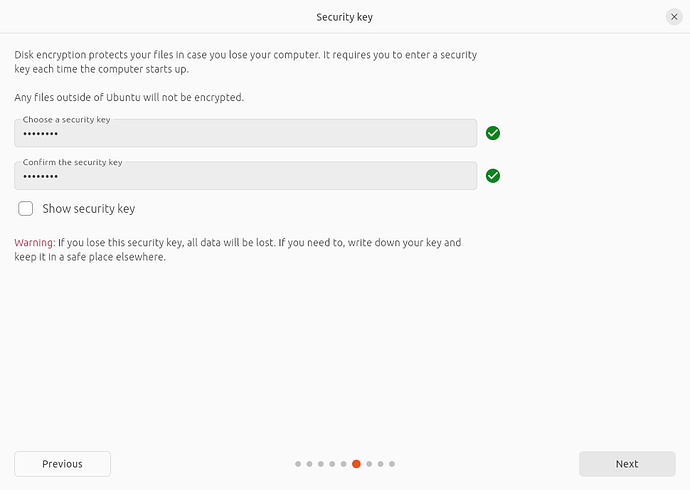 Security key
Disk encryption protects your files in case you lose your computer. It requires you to enter a security
key each time the computer starts up.
Any files outside of Ubuntu will not be encrypted.
Choose a security key
••••••••
Confirm the security key
••••••••
Show security key
Warning: If you lose this security key, all data will be lost. If you need to, write down your key and
keep it in a safe place elsewhere.
Previous
Next